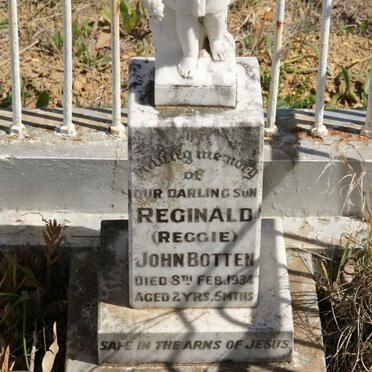 In
loving memory
of
OUR DARLING SON
REGINALD
(REGGIE)
JOHN BOTTEN
DIED 8TH FEB. 1934
AGED 2 YRS. 5 MTHS
SAFE IN THE ARMS OF JESUS